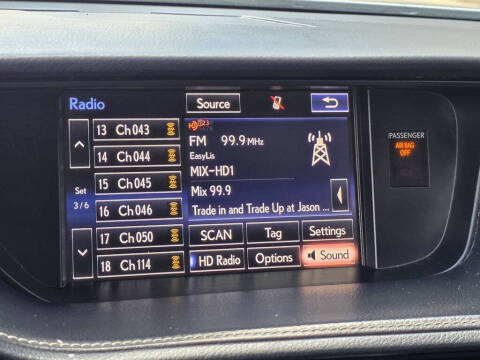 Radio
Source
13 Ch043
14 Ch044
15 Ch045
16 Ch046
17 Ch050
18 Ch114
Set
3/6
FM 99.9 MHz
EasyLis
MIX-HD1
Mix 99.9
Trade in and Trade Up at Jason ...
SCAN
Tag
Settings
HD Radio
Options
Sound
PASSENGER
AIR BAG
OFF